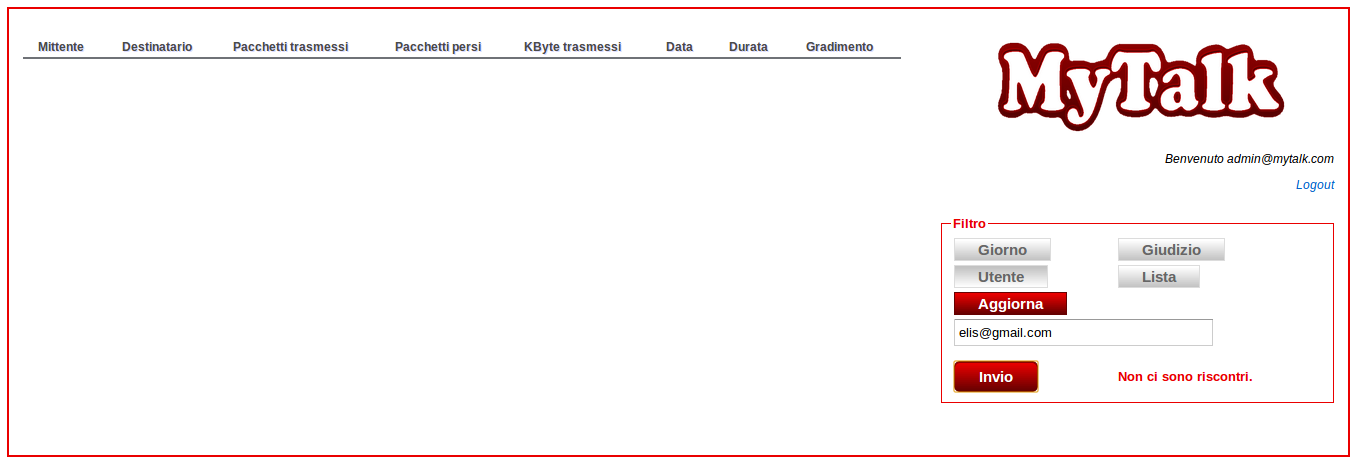 Mittente Destinatario Pacchetti trasmessi Pacchetti persi KByte trasmessi Data Durata Gradimento
MyTalk
Benvenuto admin@mytalk.com
Logout
Filtro
Giorno Giudizio
Utente Lista
Aggiorna
elis@gmail.com
Invio Non ci sono riscontri.